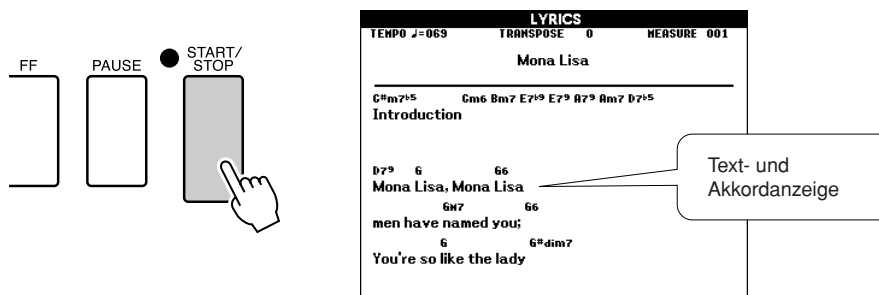 FF
PAUSE
START/
STOP
LYRICS
TEMPO ♩=069 TRANSPOSE 0 MEASURE 001
Mona Lisa
C#m7♭5 Cm6 Bm7 E7♭9 E79 A79 Am7 D7♭5
Introduction
D79 G G6
Mona Lisa, Mona Lisa
GM7 G6
men have named you;
G G#dim7
You're so like the lady
Text- und
Akkordanzeige